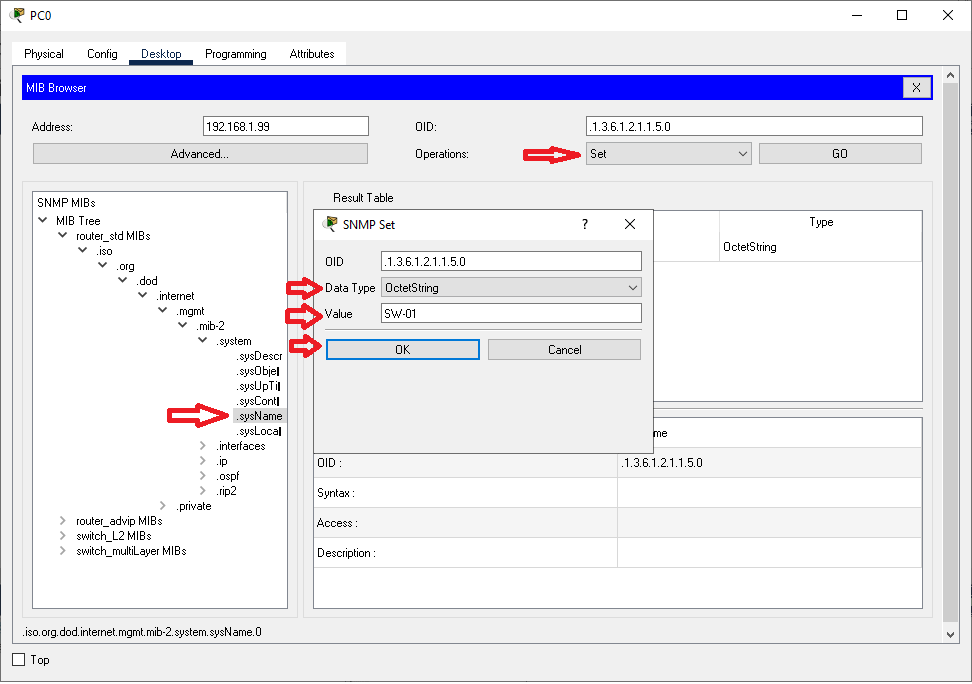 PC0
Physical Config Desktop Programming Attributes
MIB Browser X
Address: 192.168.1.99 OID: .1.3.6.1.2.1.1.5.0
Advanced... Operations: Set GO
SNMP MIBs
MIB Tree
router_std MIBs
.iso
.org
.dod
.internet
.mgmt
.mib-2
.system
.sysDescr
.sysObjel
.sysUpTil
.sysContl
.sysName
.sysLocal
.interfaces
.ip
.ospf
.rip2
.private
router_advip MIBs
switch_L2 MIBs
switch_multiLayer MIBs
Result Table
Type
OctetString
SNMP Set ?
OID .1.3.6.1.2.1.1.5.0
Data Type OctetString
Value SW-01
OK Cancel
me
OID : .1.3.6.1.2.1.1.5.0
Syntax :
Access :
Description :
.iso.org.dod.internet.mgmt.mib-2.system.sysName.0
Top